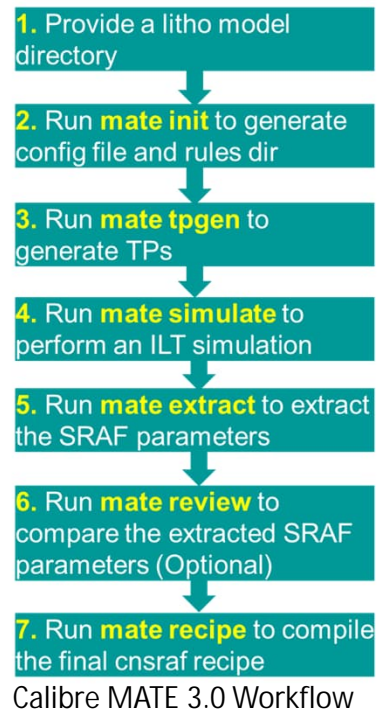 1. Provide a litho model
directory
2. Run mate init to generate
config file and rules dir
3. Run mate tpgen to
generate TPs
4. Run mate simulate to
perform an ILT simulation
5. Run mate extract to extract
the SRAF parameters
6. Run mate review to
compare the extracted SRAF
parameters (Optional)
7. Run mate recipe to compile
the final cnsraf recipe
Calibre MATE 3.0 Workflow